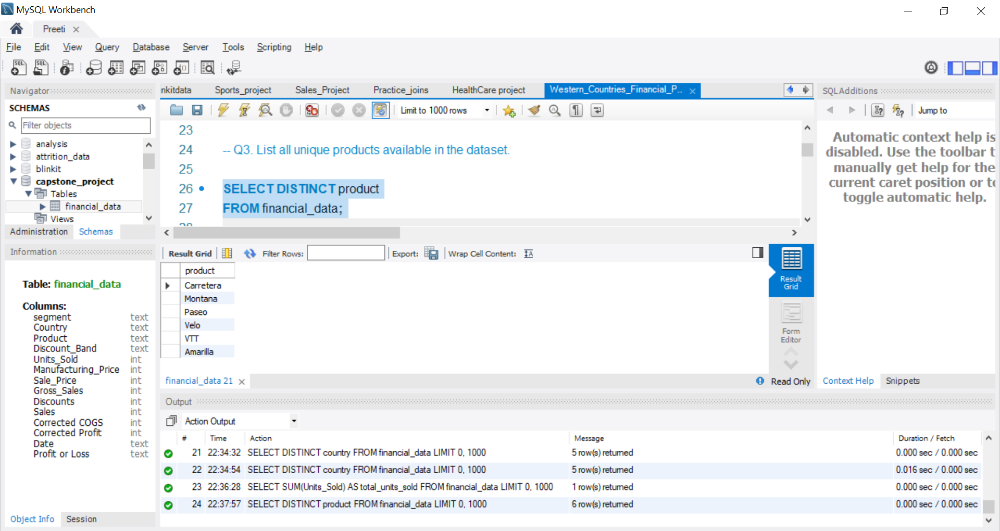 MySQL Workbench
Preeti
File Edit View Query Database Server Tools Scripting Help
Navigator
SCHEMAS
Filter objects
analysis
attrition_data
blinkit
capstone_project
Tables
financial_data
Views
Administration Schemas
Information
Table: financial_data
Columns:
segment text
Country text
Product text
Discount_Band text
Units_Sold int
Manufacturing_Price int
Sale_Price int
Gross_Sales int
Discounts int
Sales int
Corrected COGS int
Corrected Profit int
Date text
Profit or Loss text
Object Info Session
nkitdata Sports_project Sales_Project Practice_joins HealthCare project Western_Countries_Financial_P...
Limit to 1000 rows
23
24 -- Q3. List all unique products available in the dataset.
25
26 SELECT DISTINCT product
27 FROM financial_data;
Result Grid Filter Rows: Export: Wrap Cell Content:
product
Carretera
Montana
Paseo
Velo
VTT
Amarilla
Result
Grid
Form
Editor
financial_data 21 Read Only
SQLAdditions
Jump to
Automatic context help is
disabled. Use the toolbar t
manually get help for the
current caret position or to
toggle automatic help.
Context Help Snippets
Output
Action Output
# Time Action Message Duration / Fetch
21 22:34:32 SELECT DISTINCT country FROM financial_data LIMIT 0, 1000 5 row(s) returned 0.000 sec / 0.000 sec
22 22:34:54 SELECT DISTINCT country FROM financial_data LIMIT 0, 1000 5 row(s) returned 0.016 sec / 0.000 sec
23 22:36:28 SELECT SUM(Units_Sold) AS total_units_sold FROM financial_data LIMIT 0, 1000 1 row(s) returned 0.000 sec / 0.000 sec
24 22:37:57 SELECT DISTINCT product FROM financial_data LIMIT 0, 1000 6 row(s) returned 0.000 sec / 0.000 sec